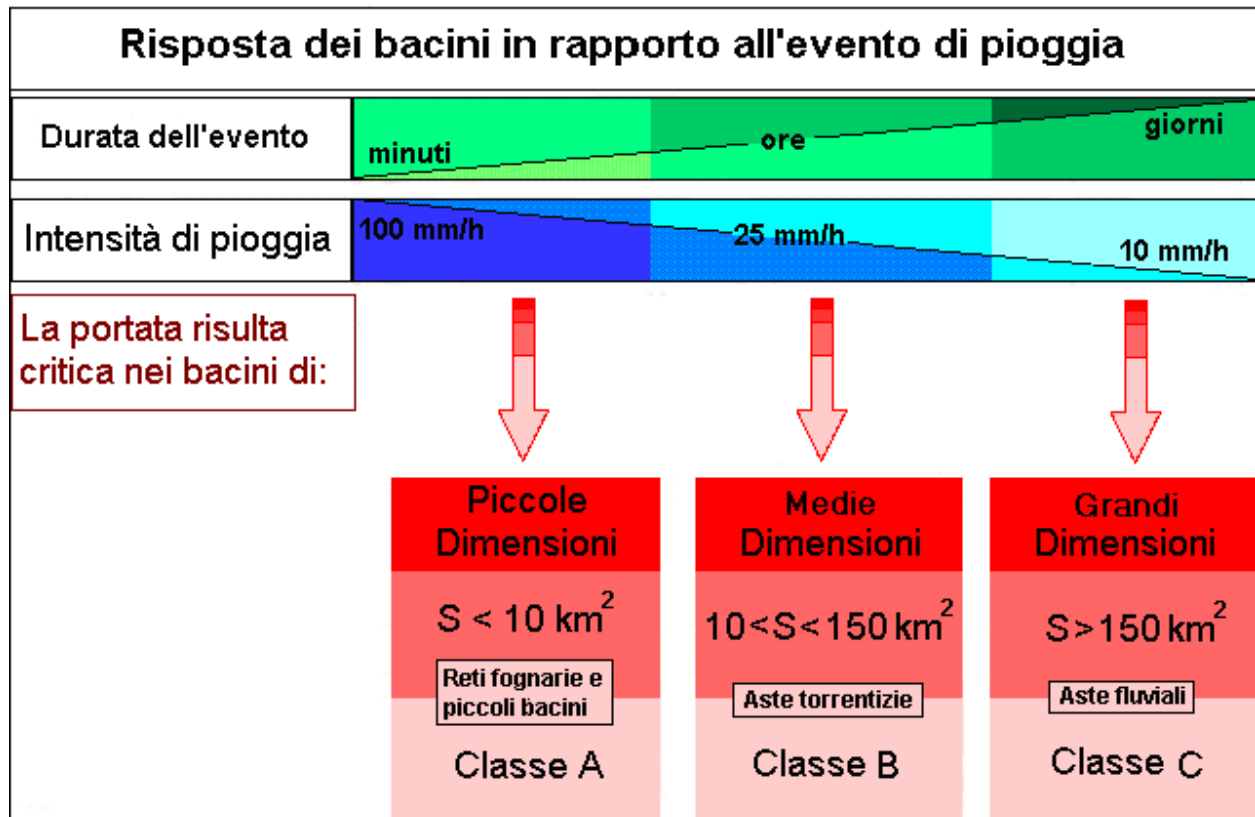 Risposta dei bacini in rapporto all'evento di pioggia
Durata dell'evento
minuti
ore
giorni
Intensità di pioggia
100 mm/h
25 mm/h
10 mm/h
La portata risulta
critica nei bacini di:
Piccole
Dimensioni
S < 10 km²
Reti fognarie e
piccoli bacini
Classe A
Medie
Dimensioni
10<S<150 km²
Aste torrentizie
Classe B
Grandi
Dimensioni
S>150 km²
Aste fluviali
Classe C